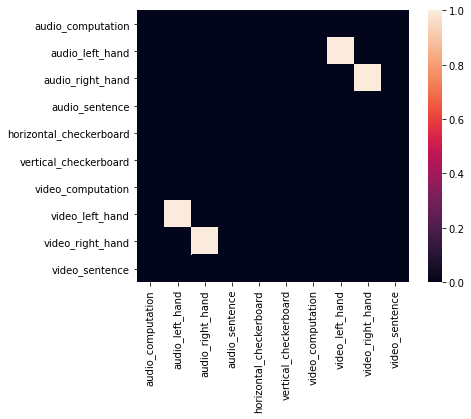 audio_computation
audio_left_hand
audio_right_hand
audio_sentence
horizontal_checkerboard
vertical_checkerboard
video_computation
video_left_hand
video_right_hand
video_sentence
audio_computation
audio_left_hand
audio_right_hand
audio_sentence
horizontal_checkerboard
vertical_checkerboard
video_computation
video_left_hand
video_right_hand
video_sentence
1.0
0.8
0.6
0.4
0.2
0.0